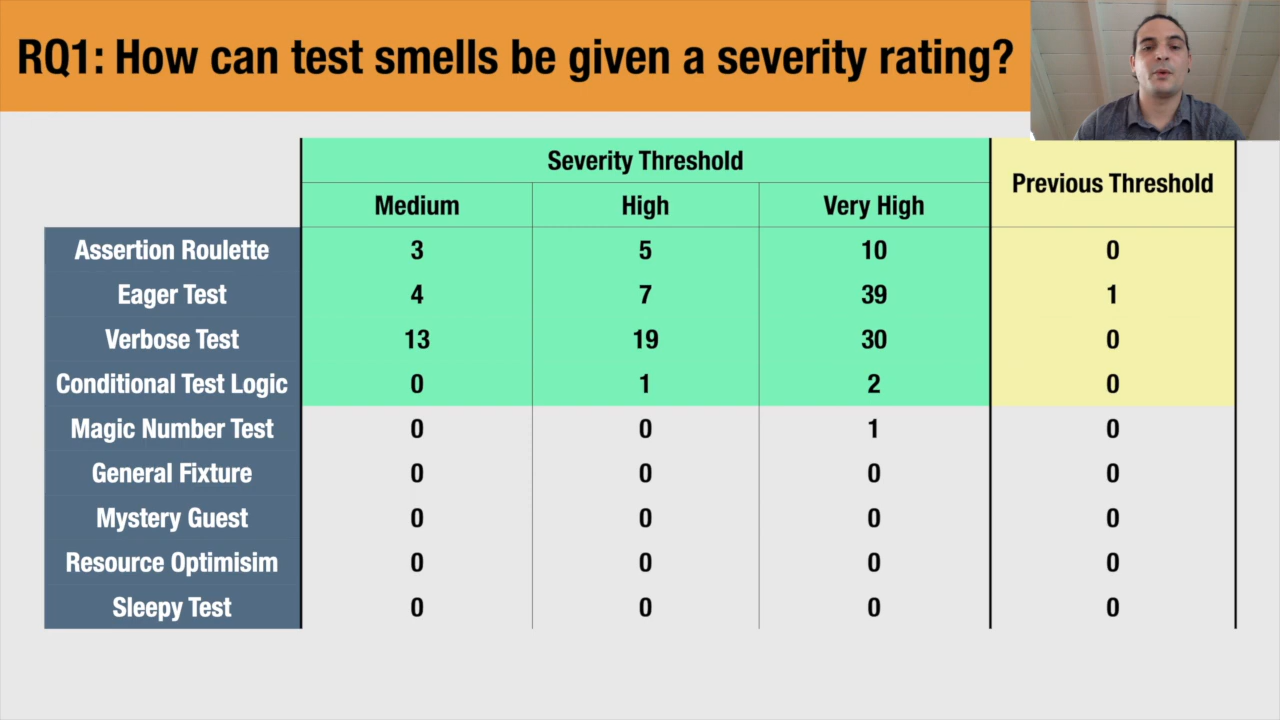 RQ1: How can test smells be given a severity rating?
Severity Threshold
Previous Threshold
Medium High Very High
Assertion Roulette 3 5 10 0
Eager Test 4 7 39 1
Verbose Test 13 19 30 0
Conditional Test Logic 0 1 2 0
Magic Number Test 0 0 1 0
General Fixture 0 0 0 0
Mystery Guest 0 0 0 0
Resource Optimisim 0 0 0 0
Sleepy Test 0 0 0 0